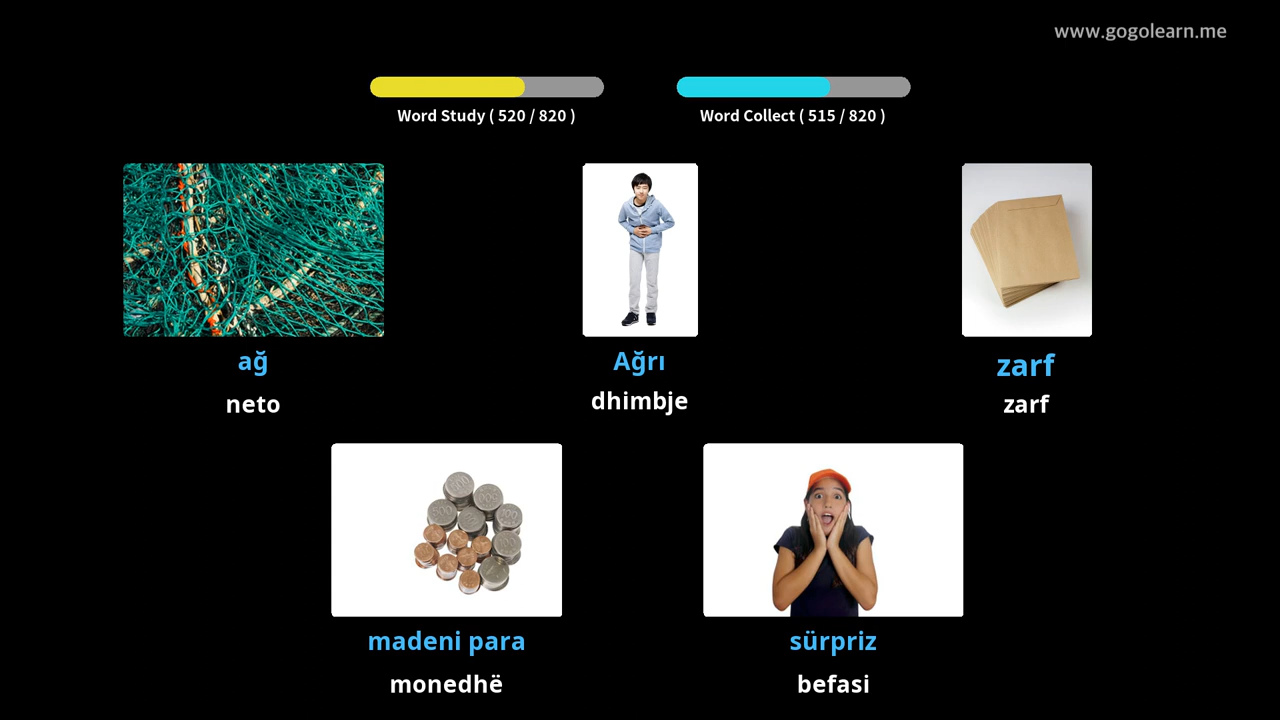 www.gogolearn.me
Word Study ( 520 / 820 )
Word Collect ( 515 / 820 )
ağ
neto
Ağrı
dhimbje
zarf
zarf
madeni para
monedhë
sürpriz
befasi